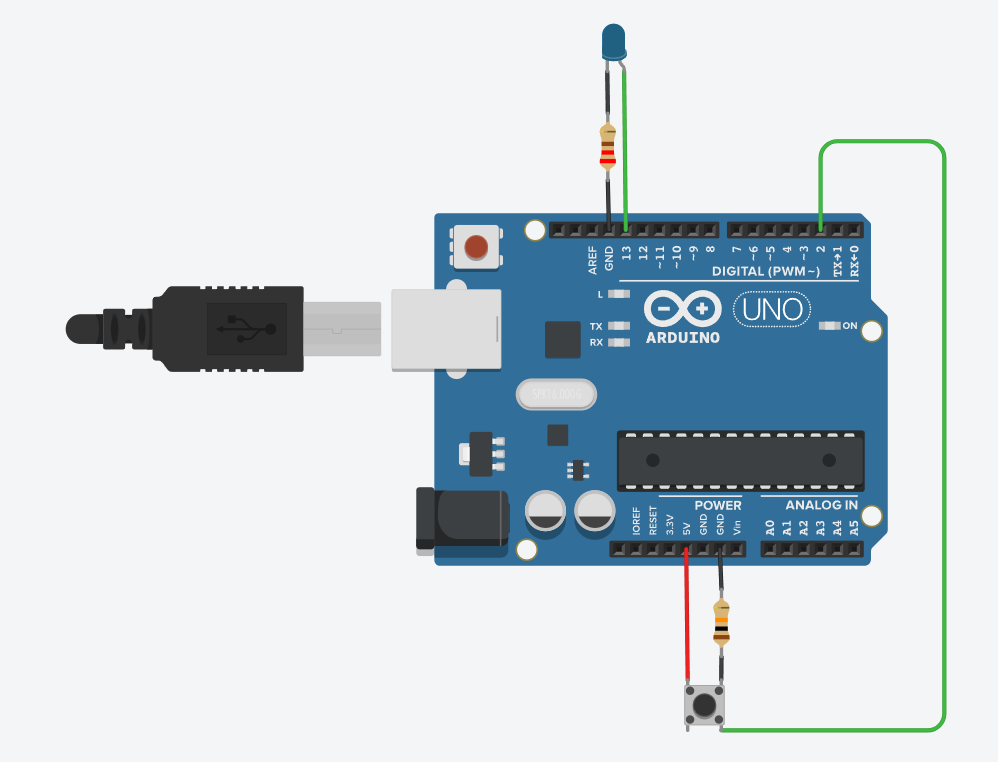 AREF
GND
13
12
~11
~10
~9
8
7
~6
~5
4
~3
2
TX→1
RX←0
DIGITAL (PWM~)
L
TX
RX
ARDUINO
UNO
ON
POWER
ANALOG IN
IOREF
RESET
3.3V
5V
GND
GND
Vin
A0
A1
A2
A3
A4
A5